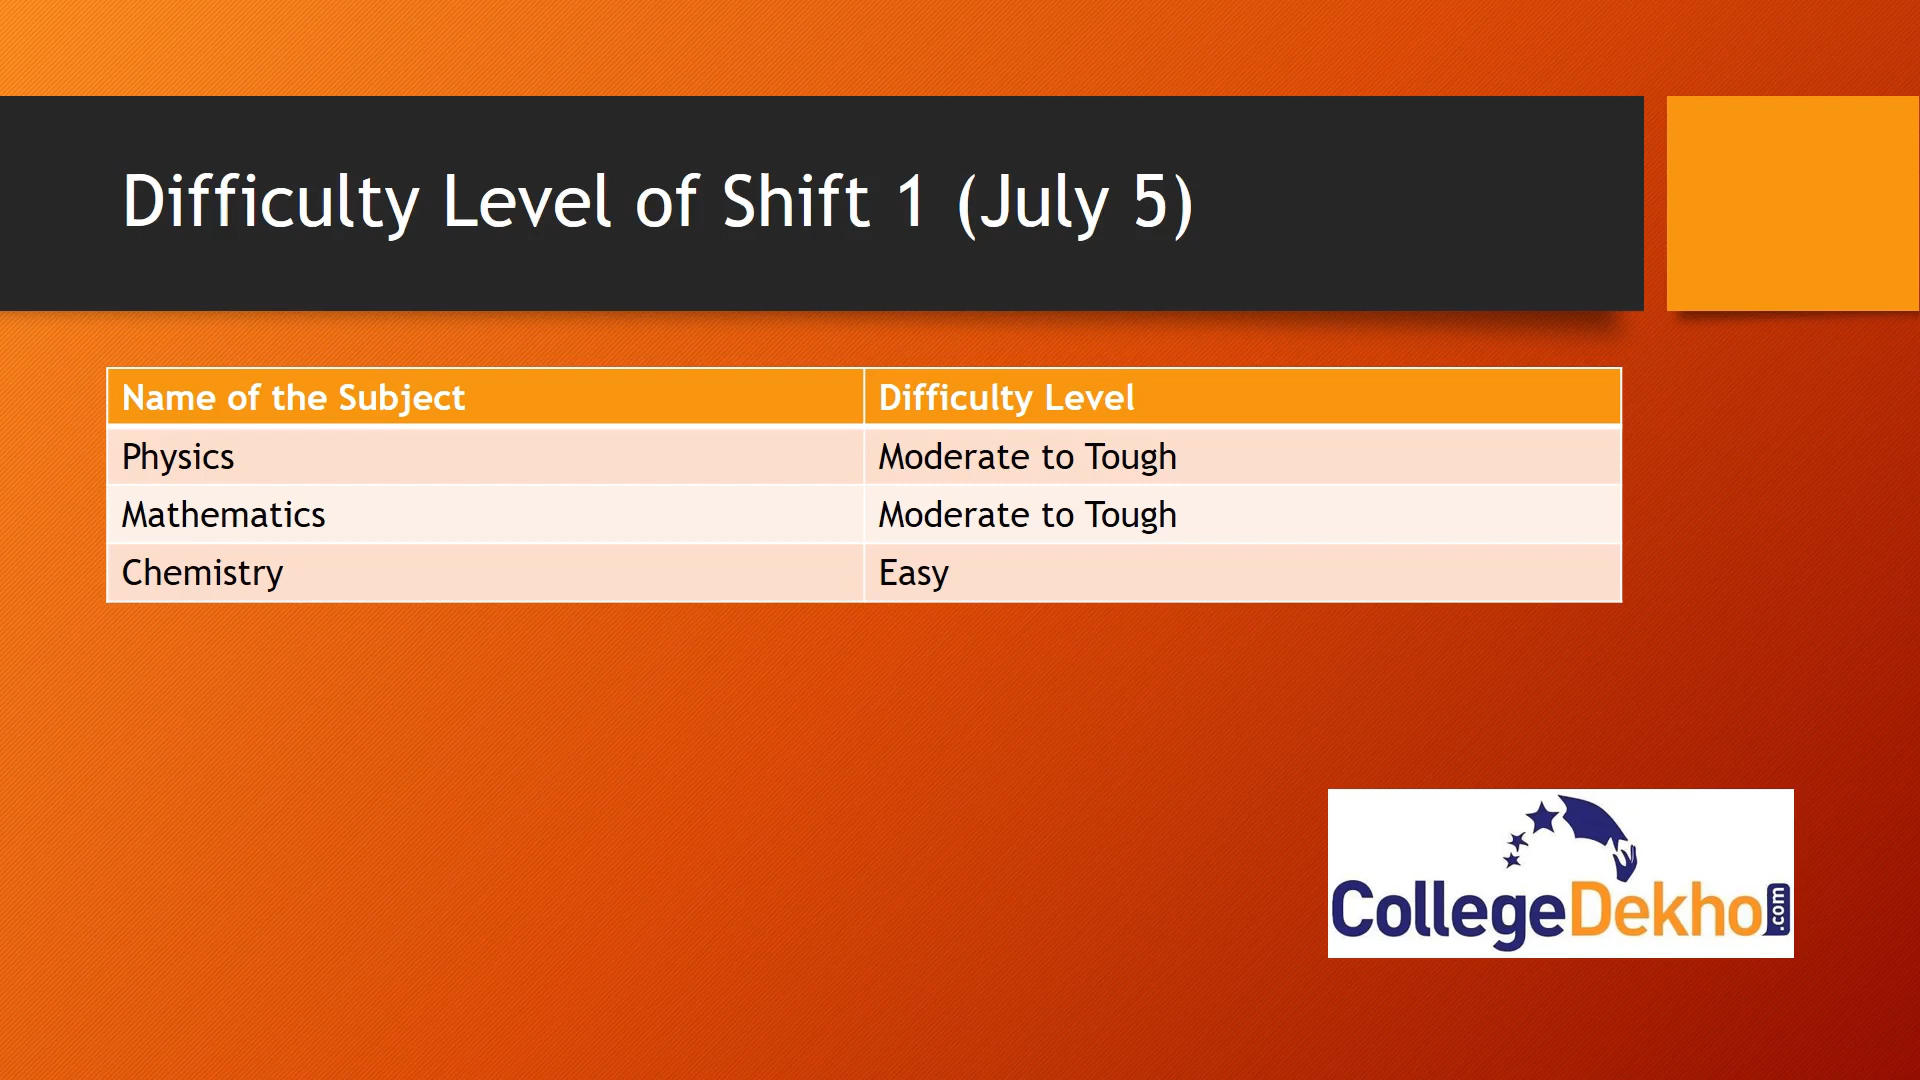 Difficulty Level of Shift 1 (July 5)
Name of the Subject Difficulty Level
Physics Moderate to Tough
Mathematics Moderate to Tough
Chemistry Easy
CollegeDekho.com